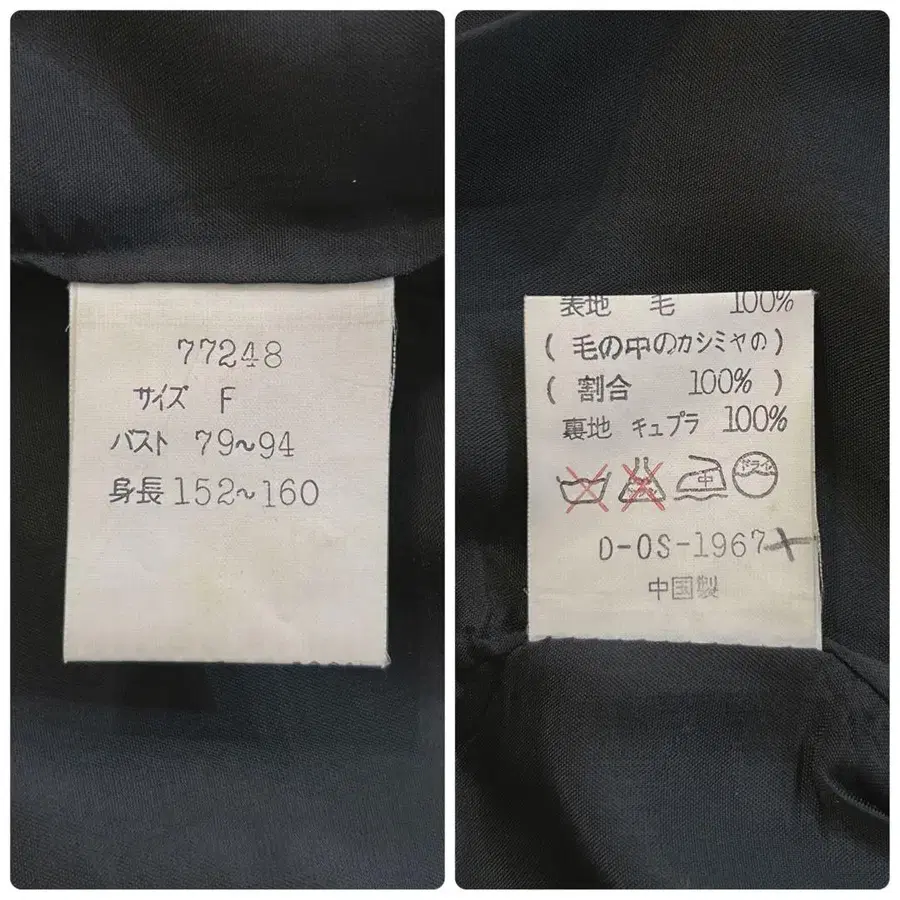 77248
サイズ F
バスト 79~94
身長 152~160
表地 毛 100%
( 毛の中のカシミヤの )
( 割合 100% )
裏地 キュプラ 100%
中 ドライ
D-OS-1967
中国製